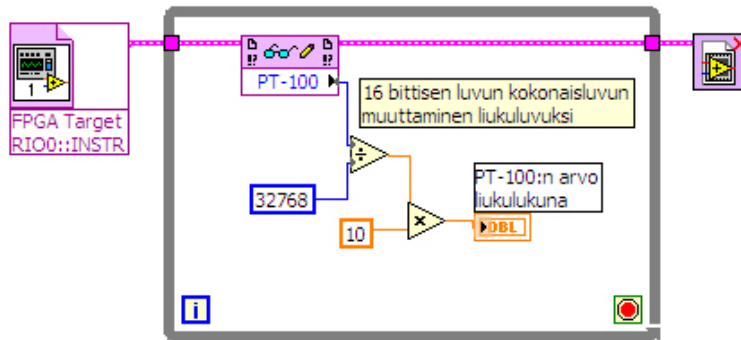 1
FPGA Target
RIO0::INSTR
PT-100
16 bittisen luvun kokonaisluvun
muuttaminen liukuluvuksi
÷
32768
PT-100:n arvo
liukulukuna
×
10
DBL
i